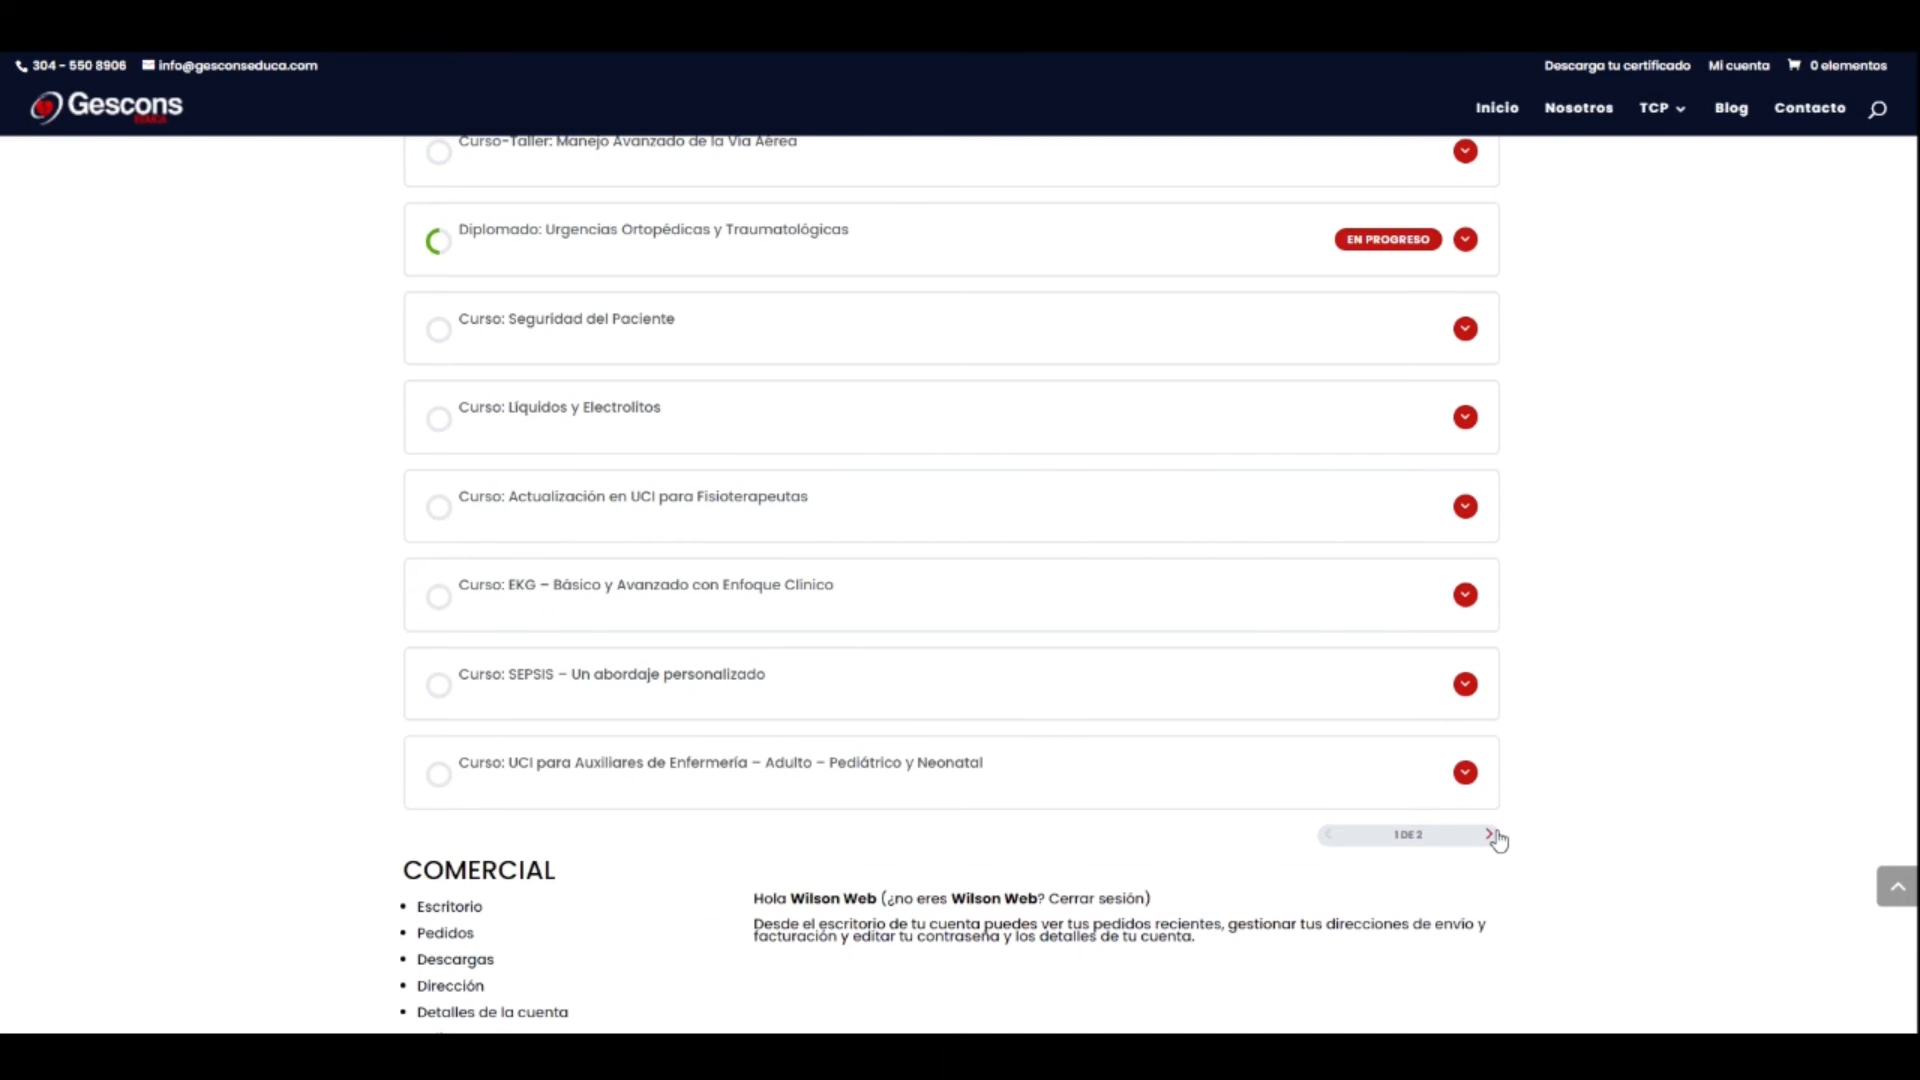 304 - 550 8906 info@gesconseduca.com
Descarga tu certificado Mi cuenta 0 elementos
Gescons
EDUCA
Inicio Nosotros TCP Blog Contacto
Curso-Taller: Manejo Avanzado de la Vía Aérea
Diplomado: Urgencias Ortopédicas y Traumatológicas
EN PROGRESO
Curso: Seguridad del Paciente
Curso: Líquidos y Electrolitos
Curso: Actualización en UCI para Fisioterapeutas
Curso: EKG – Básico y Avanzado con Enfoque Clínico
Curso: SEPSIS – Un abordaje personalizado
Curso: UCI para Auxiliares de Enfermería – Adulto – Pediátrico y Neonatal
1 DE 2
COMERCIAL
Escritorio
Pedidos
Descargas
Dirección
Detalles de la cuenta
Hola Wilson Web (¿no eres Wilson Web? Cerrar sesión)
Desde el escritorio de tu cuenta puedes ver tus pedidos recientes, gestionar tus direcciones de envío y
facturación y editar tu contraseña y los detalles de tu cuenta.